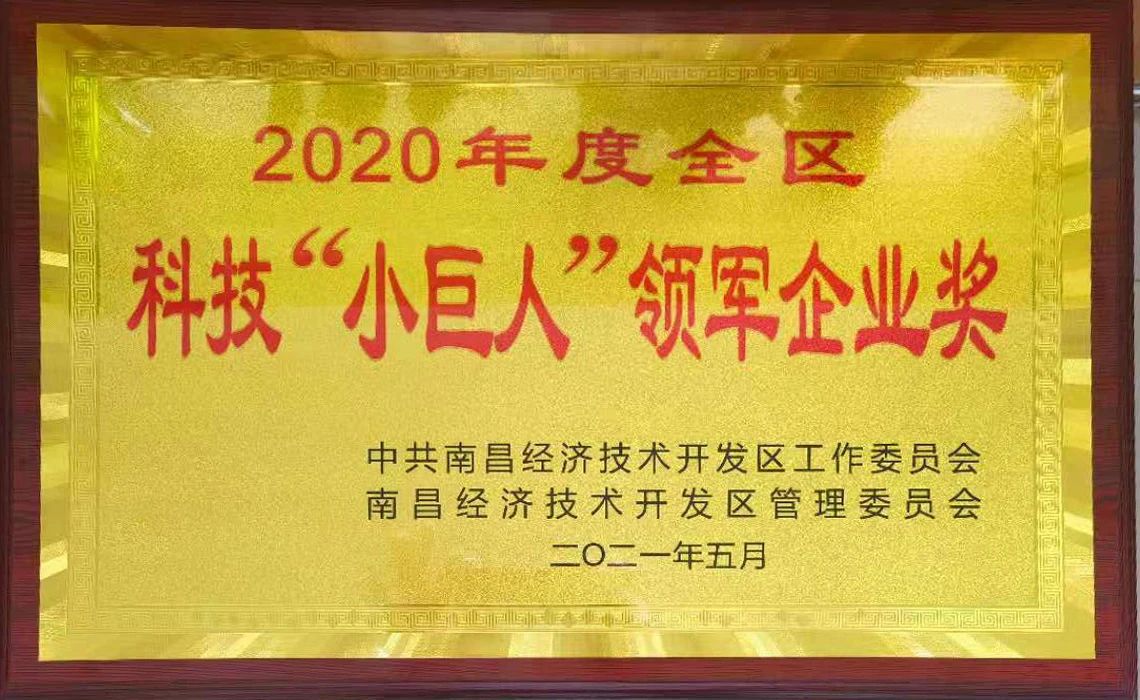 2020年度全区
科技“小巨人”领军企业奖
中共南昌经济技术开发区工作委员会
南昌经济技术开发区管理委员会
二〇二一年五月